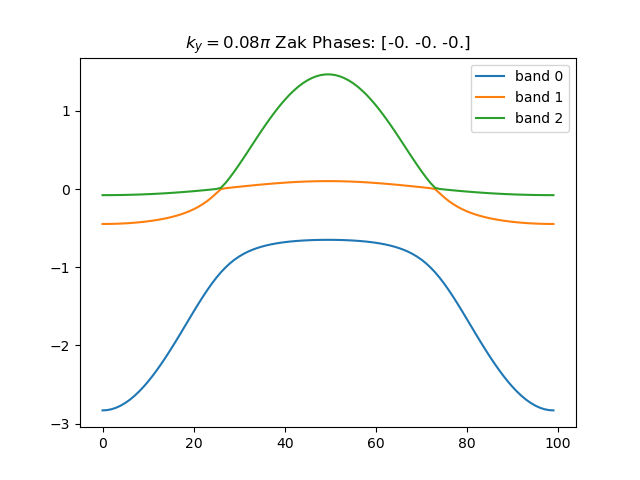 k_y = 0.08π Zak Phases: [-0. -0. -0.]
band 0
band 1
band 2
1
0
−1
−2
−3
0
20
40
60
80
100